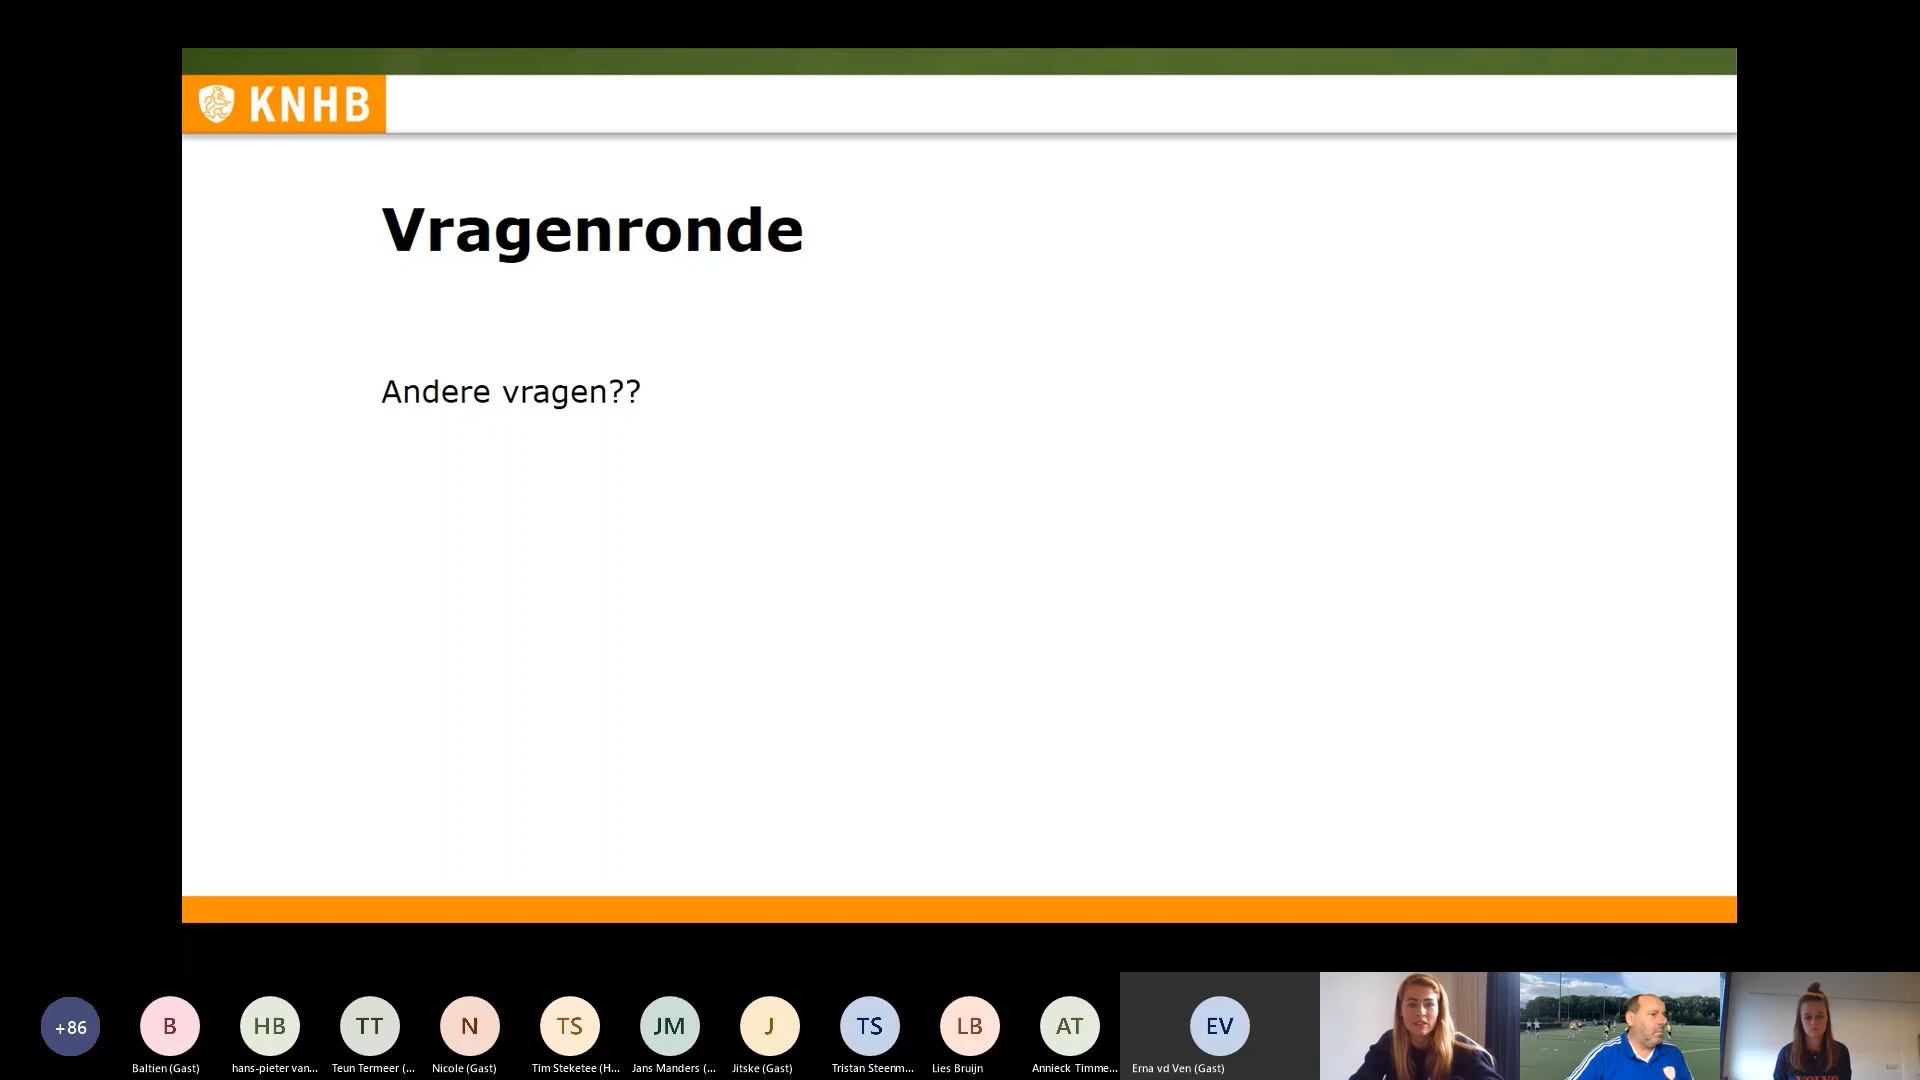 KNHB
Vragenronde
Andere vragen??
+86
B
HB
TT
N
TS
JM
J
TS
LB
AT
EV
Baltien (Gast)
hans-pieter van...
Teun Termeer (...
Nicole (Gast)
Tim Steketee (H...
Jans Manders (...
Jitske (Gast)
Tristan Steenm...
Lies Bruijn
Annieck Timme...
Erna vd Ven (Gast)